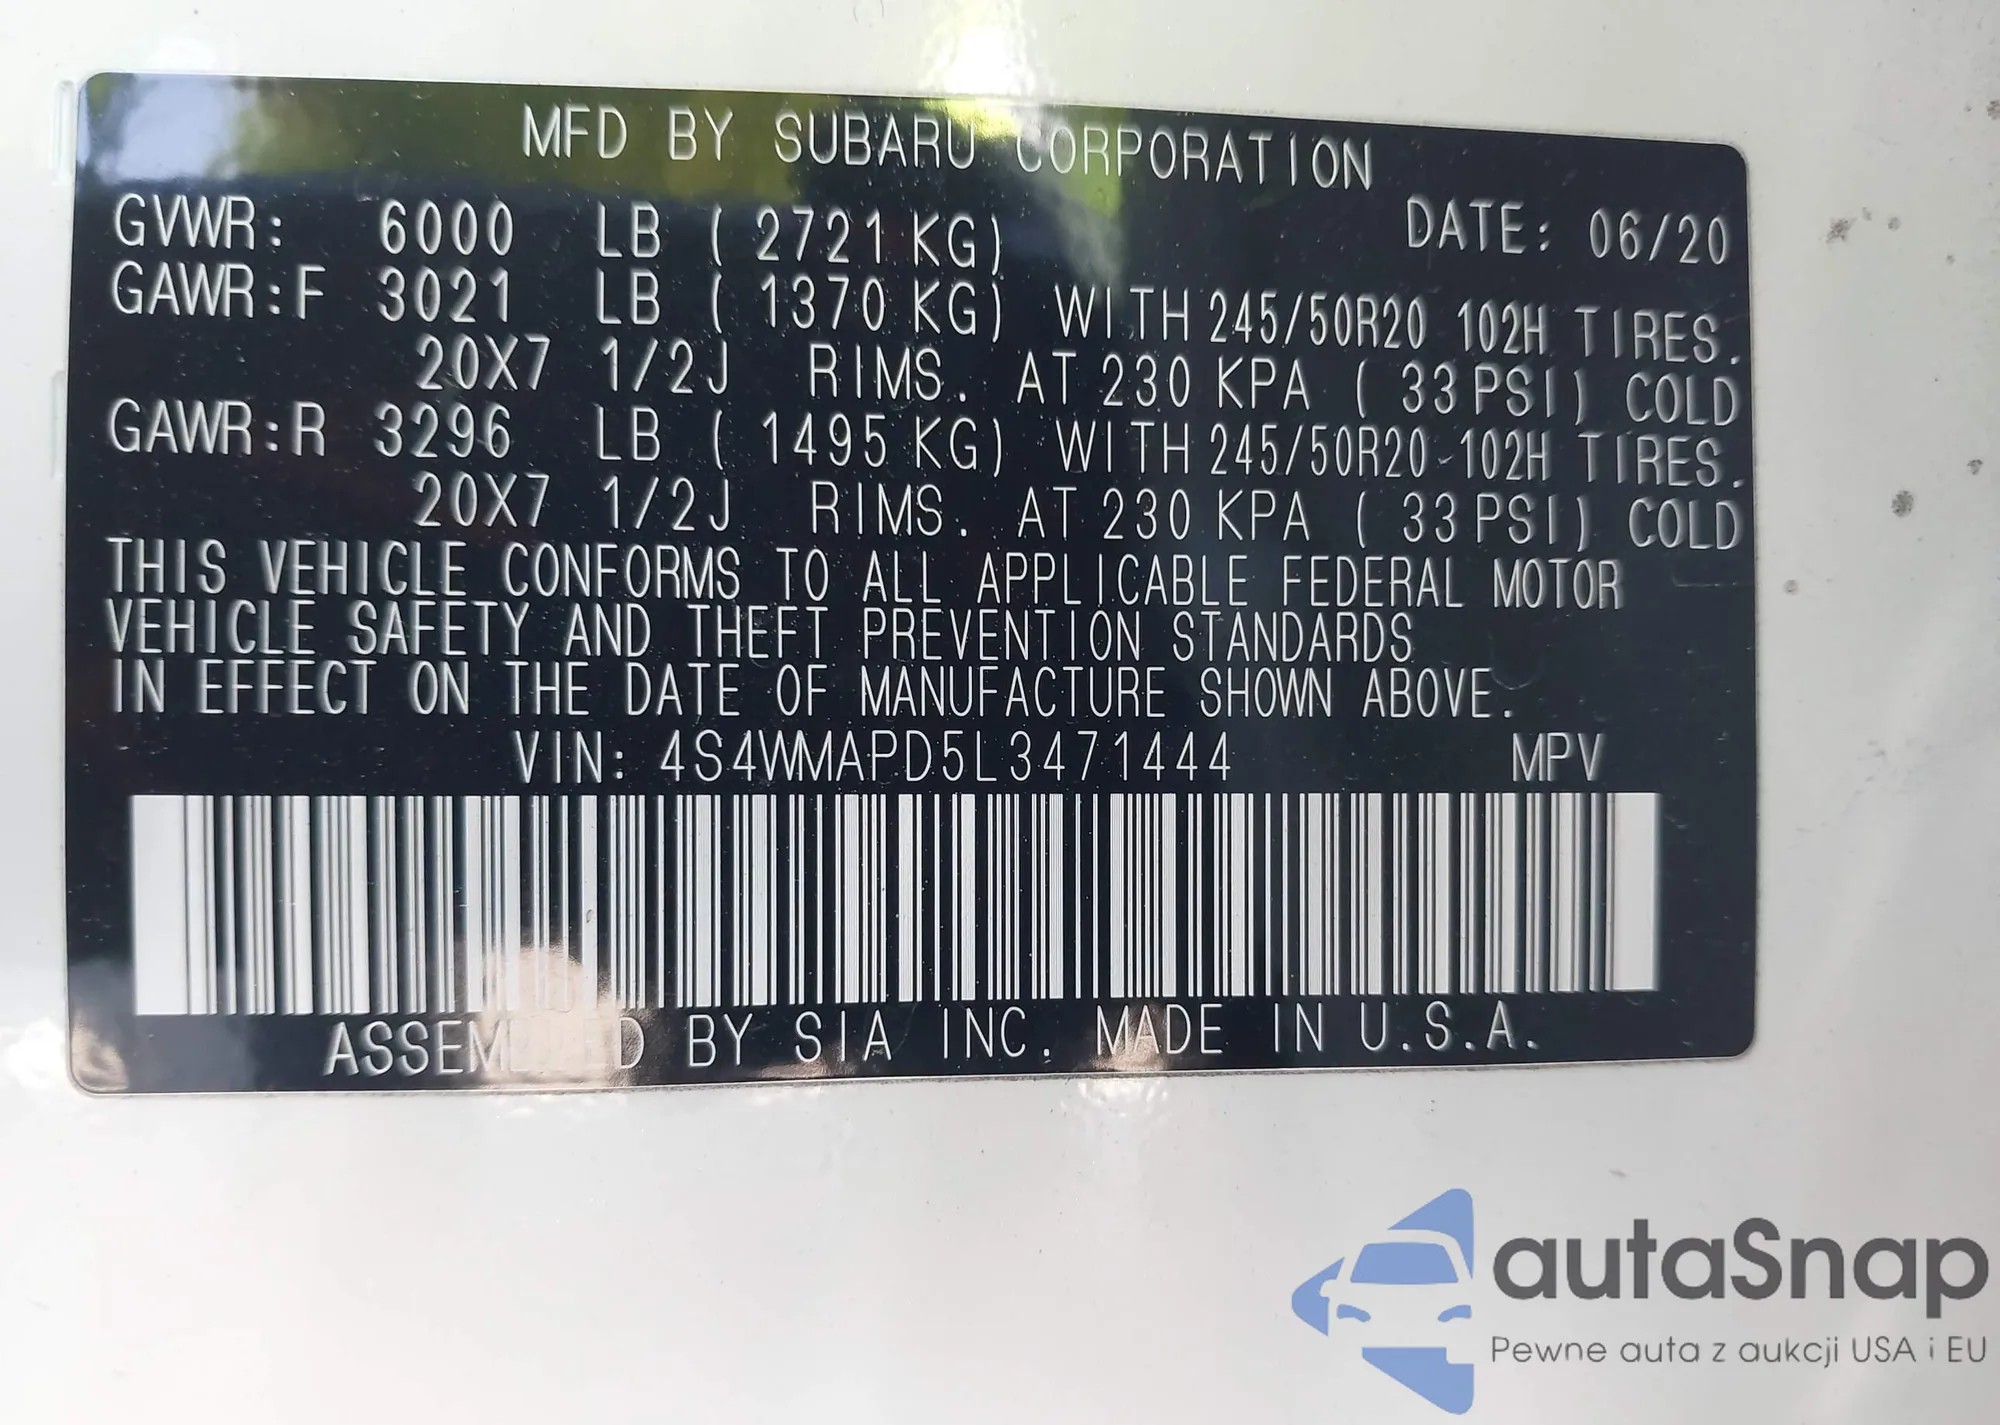 MFD BY SUBARU CORPORATION
GVWR: 6000 LB ( 2721 KG) DATE: 06/20
GAWR:F 3021 LB ( 1370 KG) WITH 245/50R20 102H TIRES.
20X7 1/2J RIMS. AT 230 KPA ( 33 PSI) COLD
GAWR:R 3296 LB ( 1495 KG) WITH 245/50R20 102H TIRES.
20X7 1/2J RIMS. AT 230 KPA ( 33 PSI) COLD
THIS VEHICLE CONFORMS TO ALL APPLICABLE FEDERAL MOTOR
VEHICLE SAFETY AND THEFT PREVENTION STANDARDS
IN EFFECT ON THE DATE OF MANUFACTURE SHOWN ABOVE.
VIN: 4S4WMAPD5L3471444 MPV
ASSEMBLED BY SIA INC. MADE IN U.S.A.
autaSnap
Pewne auta z aukcji USA i EU